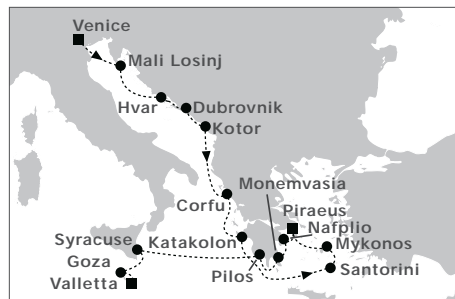 Venice
Mali Losinj
Hvar
Dubrovnik
Kotor
Monemvasia
Corfu
Piraeus
Nafplio
Syracuse
Katakolon
Mykonos
Goza
Pilos
Santorini
Valletta